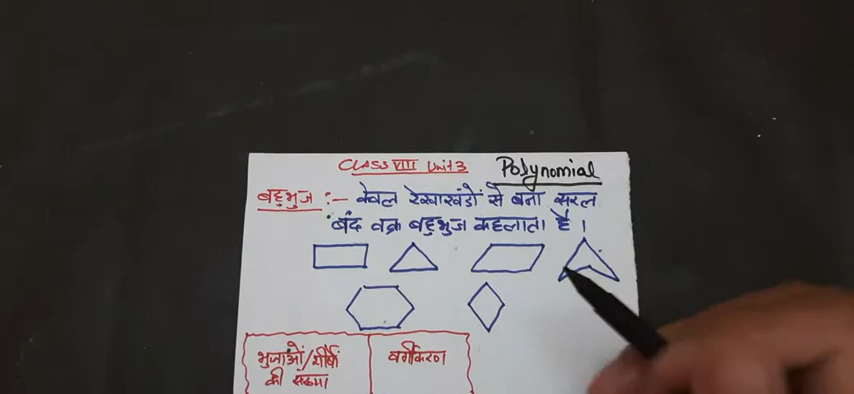 CLASS VIII Unit 3 Polynomial
बहुभुज :- केवल रेखाखंडों से बना सरल
बंद वक्र बहुभुज कहलाता है।
भुजाओं/शीर्षों वर्गीकरण
की संख्या